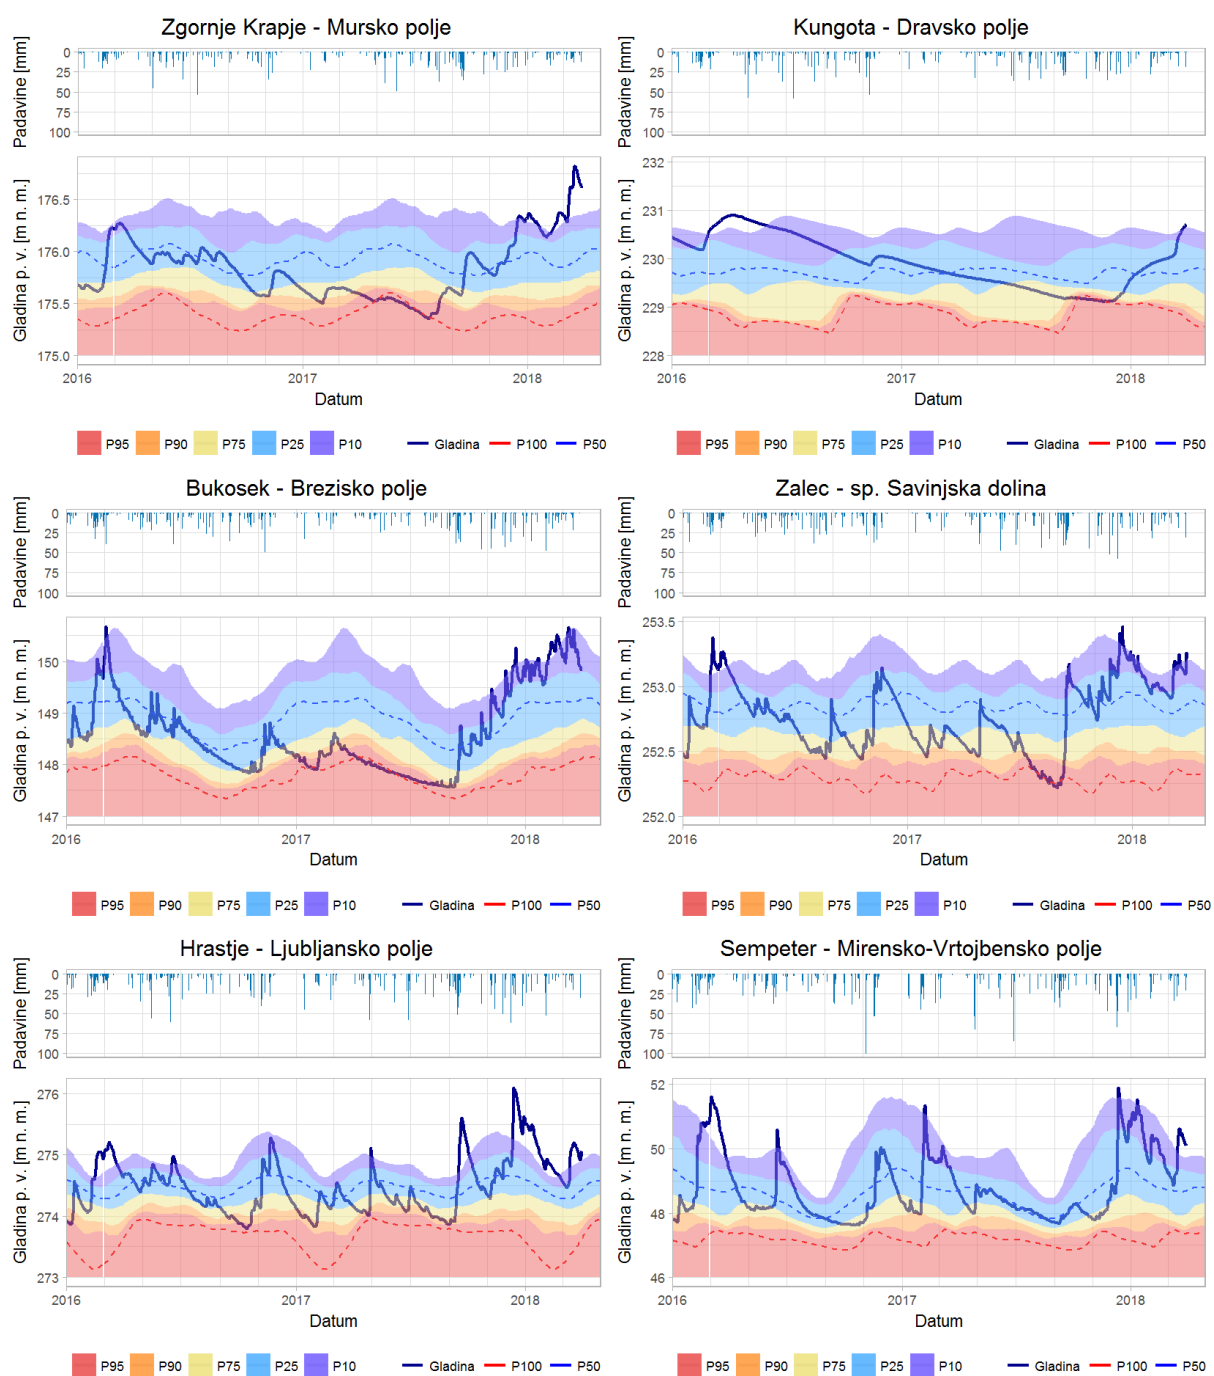 Zgornje Krapje - Mursko polje
Padavine [mm]
0
25
50
75
100
Gladina p. v. [m n. m.]
176.5
176.0
175.5
175.0
2016
2017
2018
Datum
P95 P90 P75 P25 P10 Gladina P100 P50
Kungota - Dravsko polje
Padavine [mm]
0
25
50
75
100
Gladina p. v. [m n. m.]
232
231
230
229
228
2016
2017
2018
Datum
P95 P90 P75 P25 P10 Gladina P100 P50
Bukosek - Brezisko polje
Padavine [mm]
0
25
50
75
100
Gladina p. v. [m n. m.]
150
149
148
147
2016
2017
2018
Datum
P95 P90 P75 P25 P10 Gladina P100 P50
Zalec - sp. Savinjska dolina
Padavine [mm]
0
25
50
75
100
Gladina p. v. [m n. m.]
253.5
253.0
252.5
252.0
2016
2017
2018
Datum
P95 P90 P75 P25 P10 Gladina P100 P50
Hrastje - Ljubljansko polje
Padavine [mm]
0
25
50
75
100
Gladina p. v. [m n. m.]
276
275
274
273
2016
2017
2018
Datum
P95 P90 P75 P25 P10 Gladina P100 P50
Sempeter - Mirensko-Vrtojbensko polje
Padavine [mm]
0
25
50
75
100
Gladina p. v. [m n. m.]
52
50
48
46
2016
2017
2018
Datum
P95 P90 P75 P25 P10 Gladina P100 P50